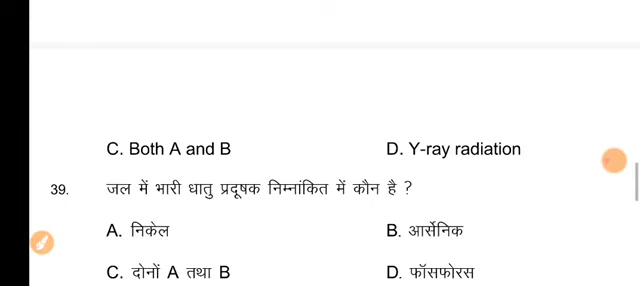 C. Both A and B D. Y-ray radiation
39. जल में भारी धातु प्रदूषक निम्नांकित में कौन है ?
A. निकेल B. आर्सेनिक
C. दोनों A तथा B D. फॉसफोरस